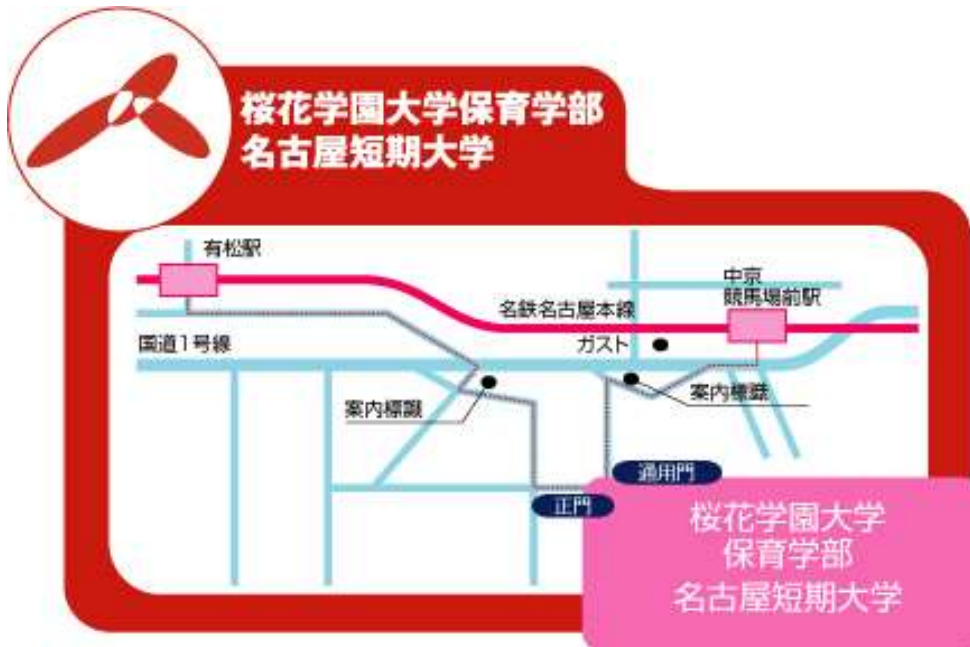 桜花学園大学保育学部
名古屋短期大学
有松駅
中京
競馬場前駅
名鉄名古屋本線
国道1号線
ガスト
案内標識
案内標識
通用門
正門
桜花学園大学
保育学部
名古屋短期大学